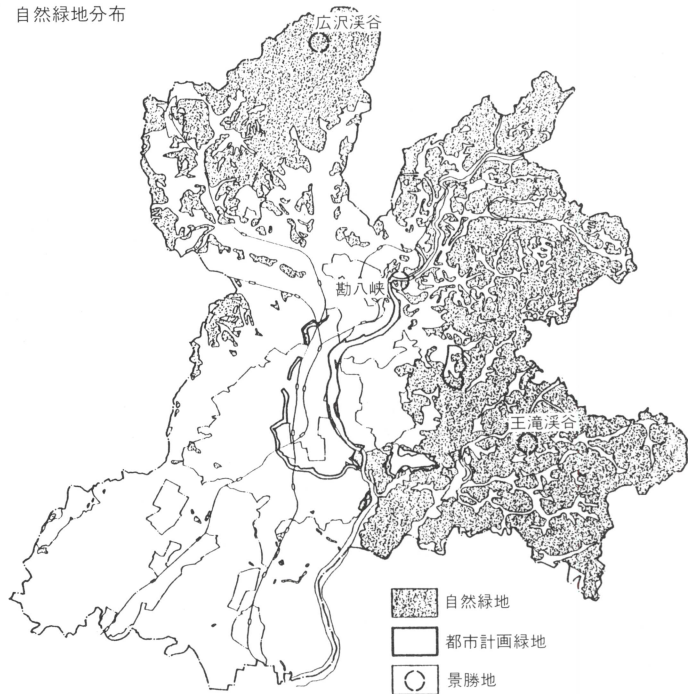 自然緑地分布
広沢渓谷
勘八峡
王滝渓谷
自然緑地
都市計画緑地
景勝地